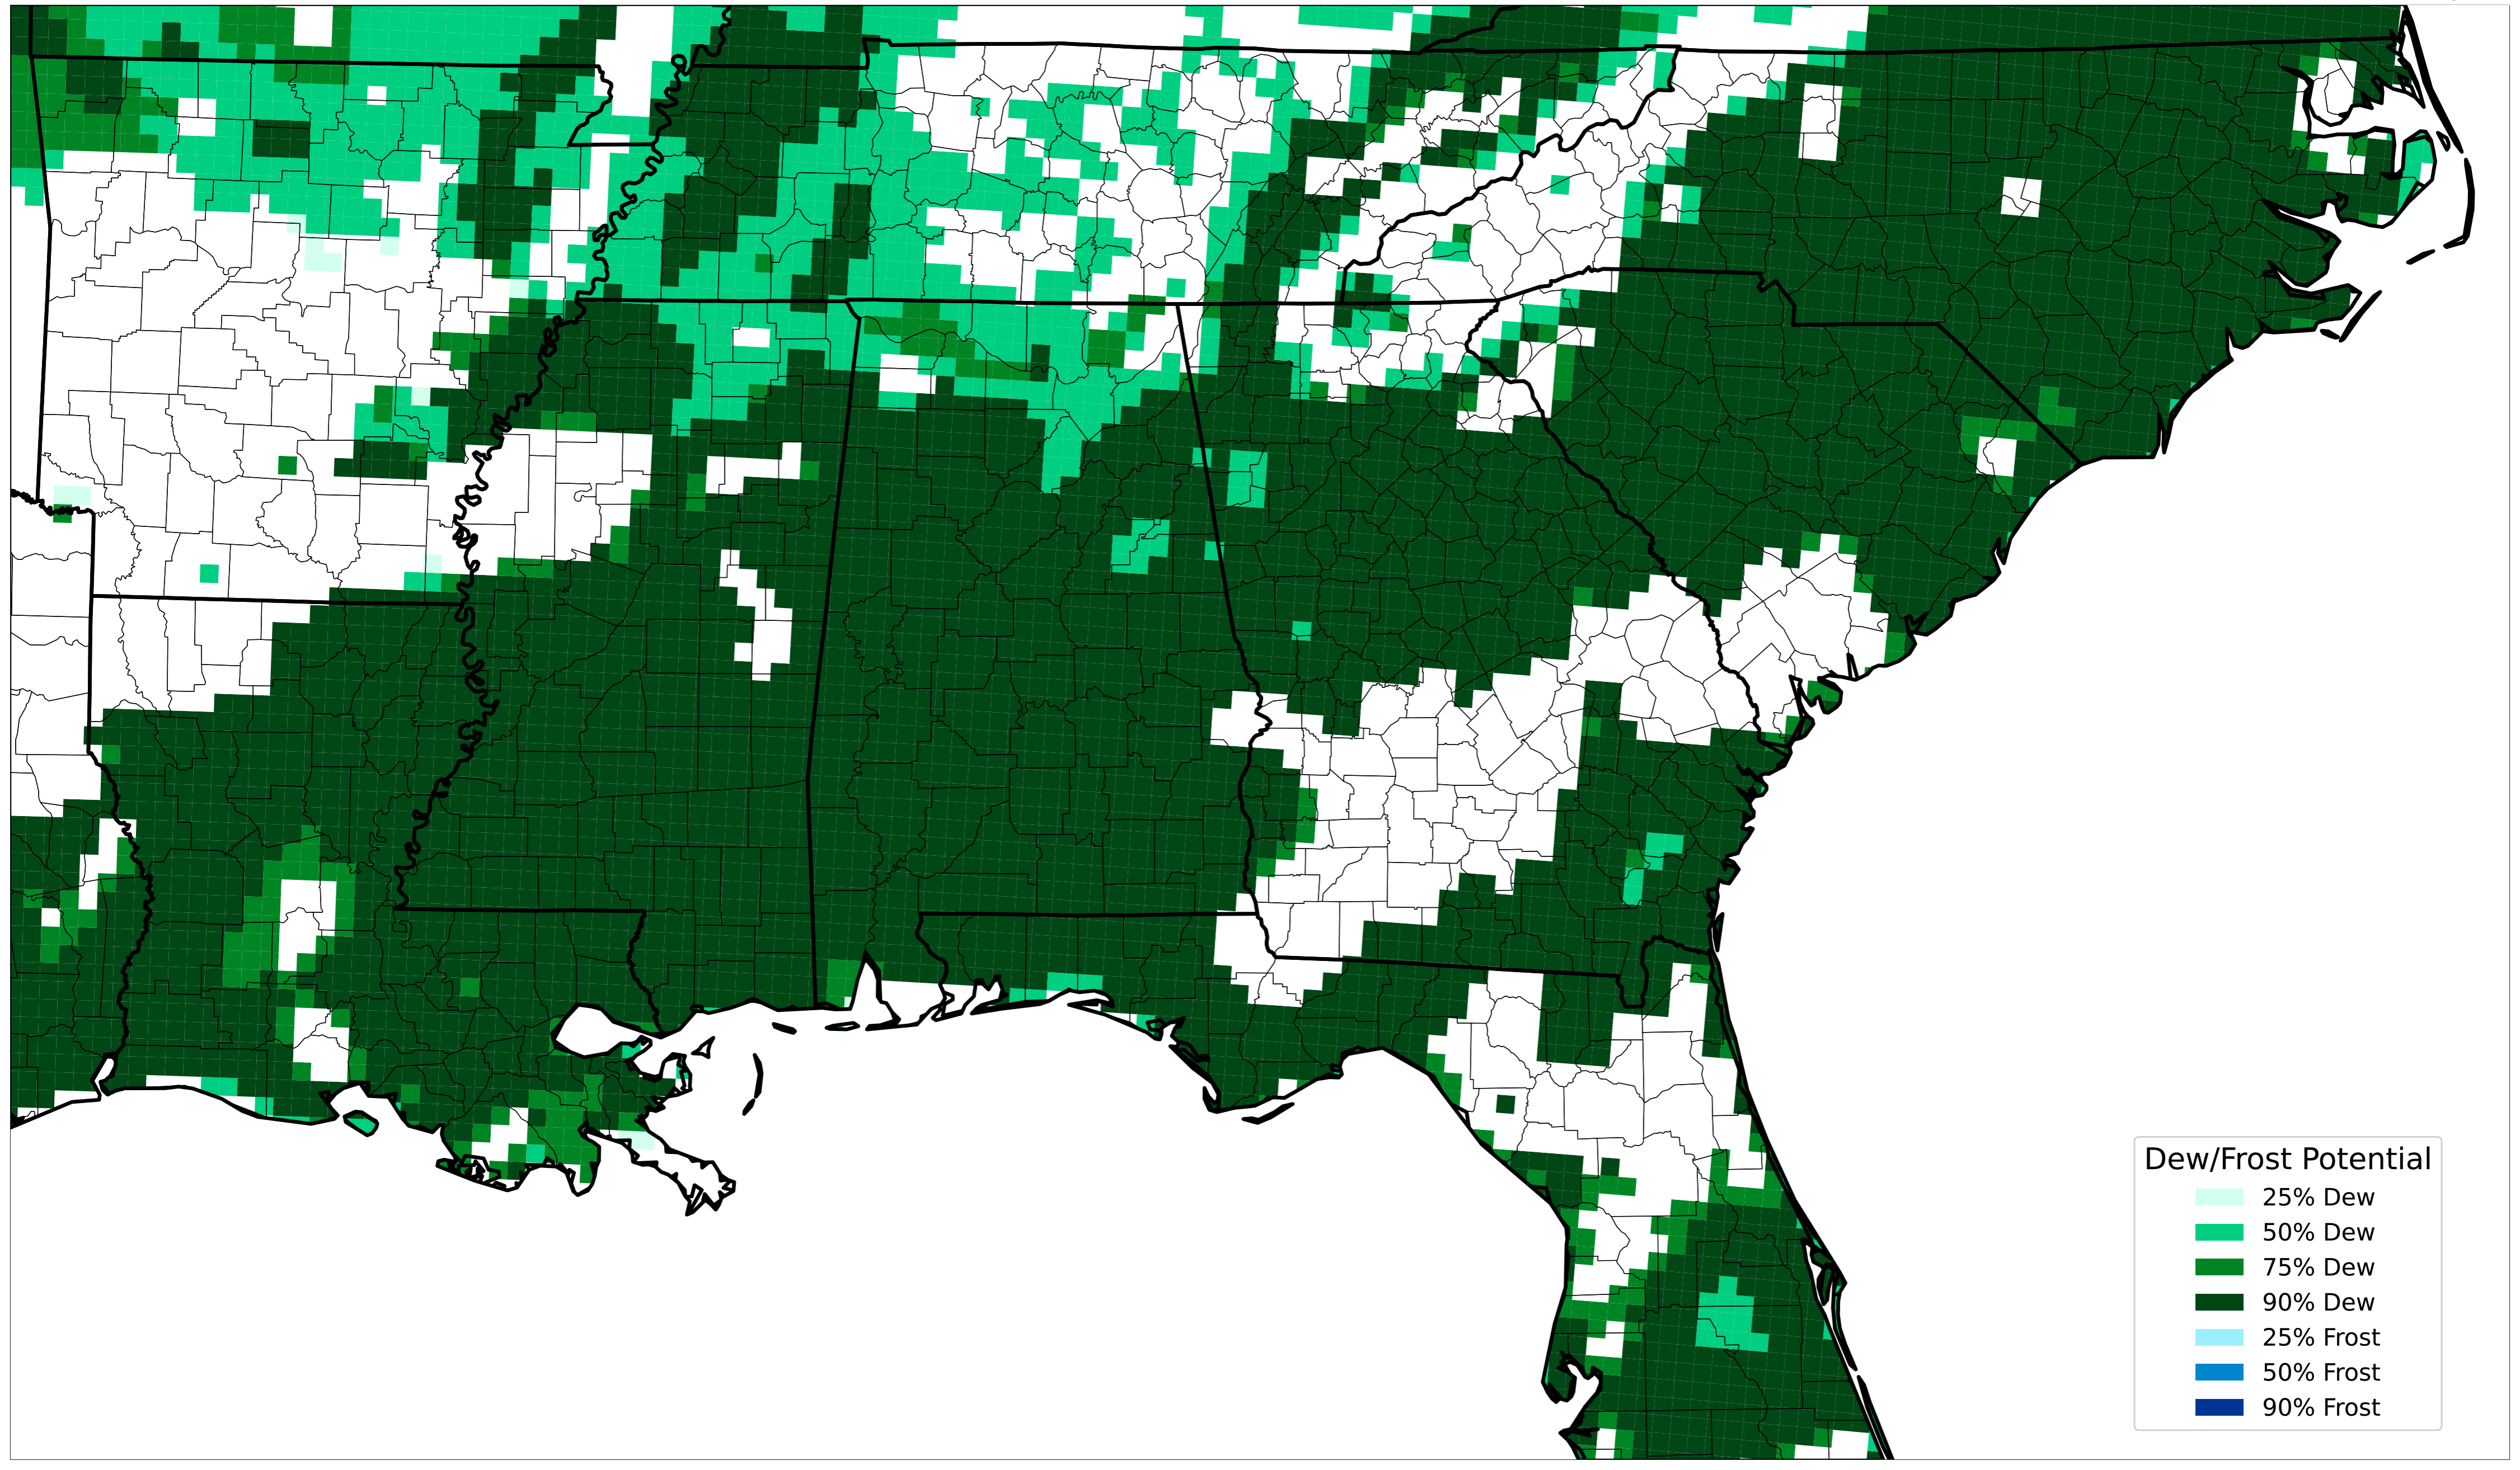 Dew/Frost Potential
25% Dew
50% Dew
75% Dew
90% Dew
25% Frost
50% Frost
90% Frost